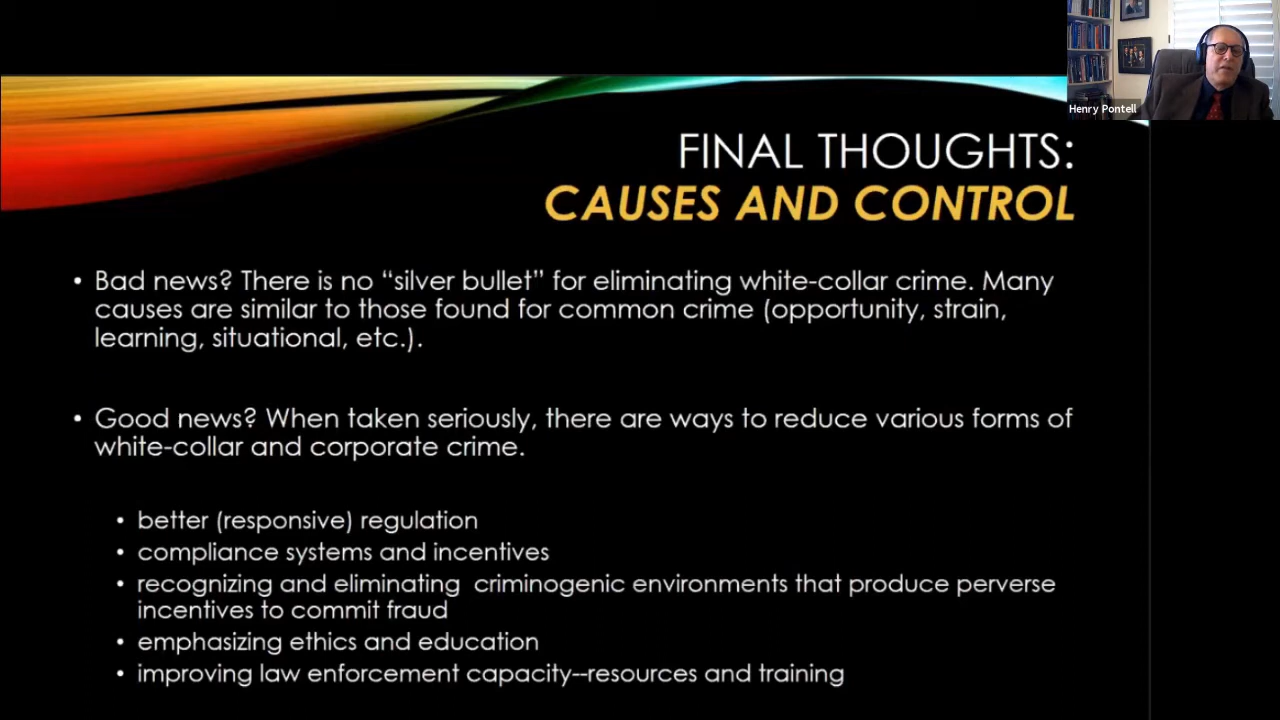 Henry Pontell
FINAL THOUGHTS:
CAUSES AND CONTROL
• Bad news? There is no “silver bullet” for eliminating white-collar crime. Many
causes are similar to those found for common crime (opportunity, strain,
learning, situational, etc.).
• Good news? When taken seriously, there are ways to reduce various forms of
white-collar and corporate crime.
• better (responsive) regulation
• compliance systems and incentives
• recognizing and eliminating  criminogenic environments that produce perverse
incentives to commit fraud
• emphasizing ethics and education
• improving law enforcement capacity--resources and training